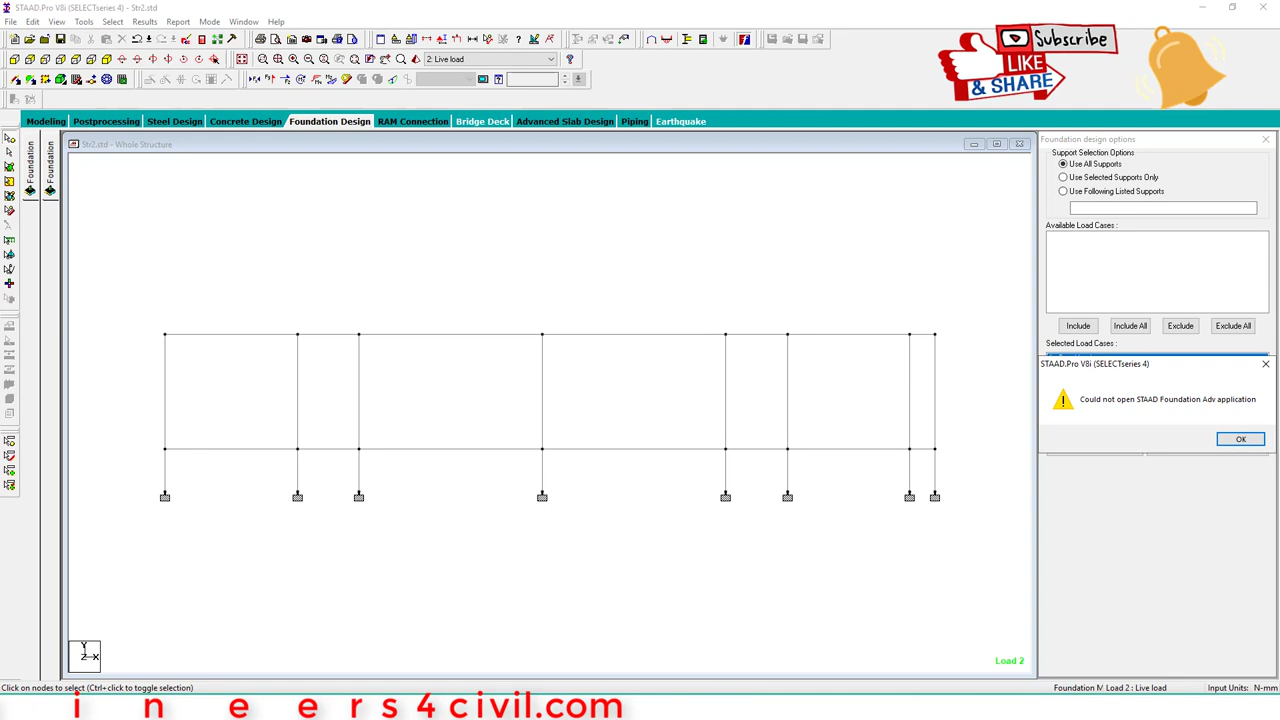 STAAD.Pro V8i (SELECTseries 4) - Str2.std
File Edit View Tools Select Results Report Mode Window Help
2: Live load
Subscribe
LIKE
& SHARE
Modeling Postprocessing Steel Design Concrete Design Foundation Design RAM Connection Bridge Deck Advanced Slab Design Piping Earthquake
Foundation
Foundation
Str2.std - Whole Structure
Foundation design options
Support Selection Options
Use All Supports
Use Selected Supports Only
Use Following Listed Supports
Available Load Cases :
Include Include All Exclude Exclude All
Selected Load Cases :
STAAD.Pro V8i (SELECTseries 4)
Could not open STAAD Foundation Adv application
OK
Y
Z X
Load 2
Click on nodes to select (Ctrl+click to toggle selection)
Foundation M Load 2 : Live load Input Units: N-mm
i n e e r s 4 c i v i l . c o m